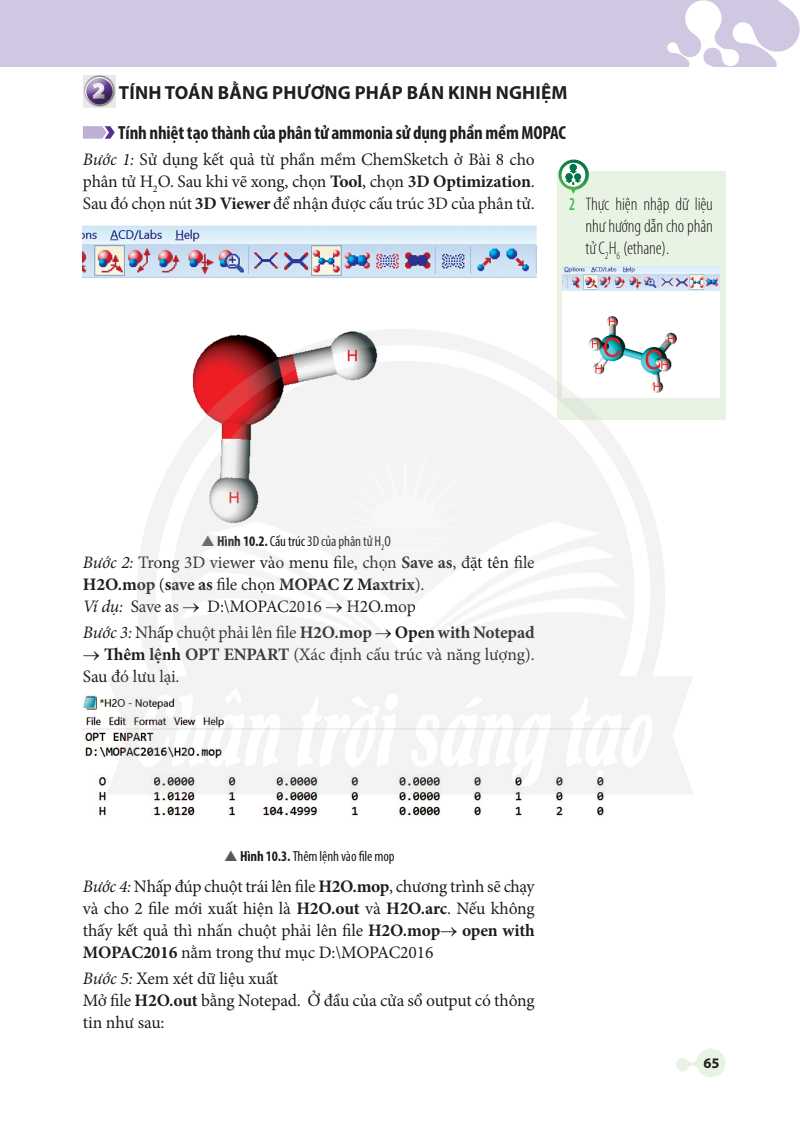 2 TÍNH TOÁN BẰNG PHƯƠNG PHÁP BÁN KINH NGHIỆM
Tính nhiệt tạo thành của phân tử ammonia sử dụng phần mềm MOPAC
Bước 1: Sử dụng kết quả từ phần mềm ChemSketch ở Bài 8 cho
phân tử H₂O. Sau khi vẽ xong, chọn Tool, chọn 3D Optimization.
Sau đó chọn nút 3D Viewer để nhận được cấu trúc 3D của phân tử.
ons ACD/Labs Help
H
H
▲ Hình 10.2. Cấu trúc 3D của phân tử H₂O
Bước 2: Trong 3D viewer vào menu file, chọn Save as, đặt tên file
H2O.mop (save as file chọn MOPAC Z Maxtrix).
Ví dụ: Save as → D:\MOPAC2016 → H2O.mop
Bước 3: Nhấp chuột phải lên file H2O.mop → Open with Notepad
→ Thêm lệnh OPT ENPART (Xác định cấu trúc và năng lượng).
Sau đó lưu lại.
*H2O - Notepad
File Edit Format View Help
OPT ENPART
D:\MOPAC2016\H2O.mop
O 0.0000 0 0.0000 0 0.0000 0 0 0 0
H 1.0120 1 0.0000 0 0.0000 0 1 0 0
H 1.0120 1 104.4999 1 0.0000 0 1 2 0
▲ Hình 10.3. Thêm lệnh vào file mop
Bước 4: Nhấp đúp chuột trái lên file H2O.mop, chương trình sẽ chạy
và cho 2 file mới xuất hiện là H2O.out và H2O.arc. Nếu không
thấy kết quả thì nhấn chuột phải lên file H2O.mop→ open with
MOPAC2016 nằm trong thư mục D:\MOPAC2016
Bước 5: Xem xét dữ liệu xuất
Mở file H2O.out bằng Notepad. Ở đầu của cửa sổ output có thông
tin như sau:
2 Thực hiện nhập dữ liệu
như hướng dẫn cho phân
tử C₂H₆ (ethane).
Options ACD/Labs Help
H
H
H C
C H
H
H
chân trời sáng tạo
65